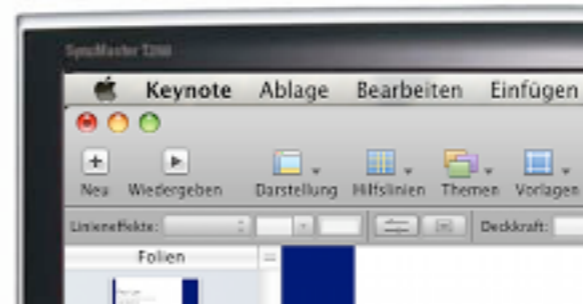 SyncMaster T260
Keynote Ablage Bearbeiten Einfügen
Neu Wiedergeben Darstellung Hilfslinien Themen Vorlagen
Linieneffekte: Deckkraft:
Folien